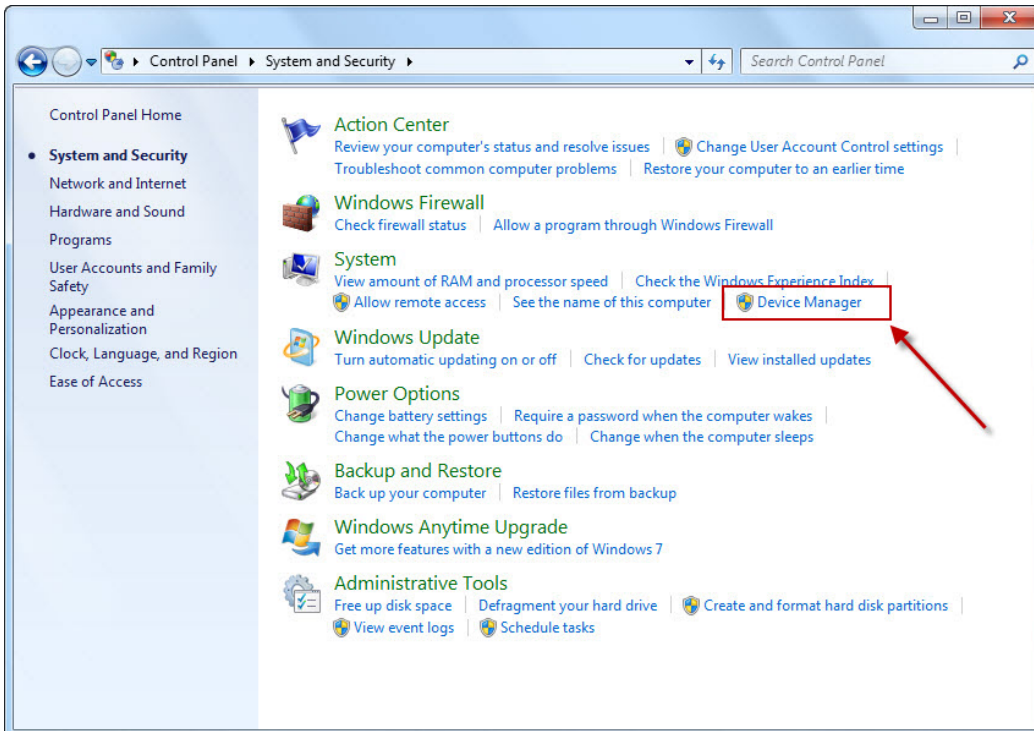 Control Panel ▸ System and Security ▸
Search Control Panel
Control Panel Home
System and Security
Network and Internet
Hardware and Sound
Programs
User Accounts and Family
Safety
Appearance and
Personalization
Clock, Language, and Region
Ease of Access
Action Center
Review your computer's status and resolve issues | Change User Account Control settings
Troubleshoot common computer problems | Restore your computer to an earlier time
Windows Firewall
Check firewall status | Allow a program through Windows Firewall
System
View amount of RAM and processor speed | Check the Windows Experience Index
Allow remote access | See the name of this computer | Device Manager
Windows Update
Turn automatic updating on or off | Check for updates | View installed updates
Power Options
Change battery settings | Require a password when the computer wakes
Change what the power buttons do | Change when the computer sleeps
Backup and Restore
Back up your computer | Restore files from backup
Windows Anytime Upgrade
Get more features with a new edition of Windows 7
Administrative Tools
Free up disk space | Defragment your hard drive | Create and format hard disk partitions
View event logs | Schedule tasks